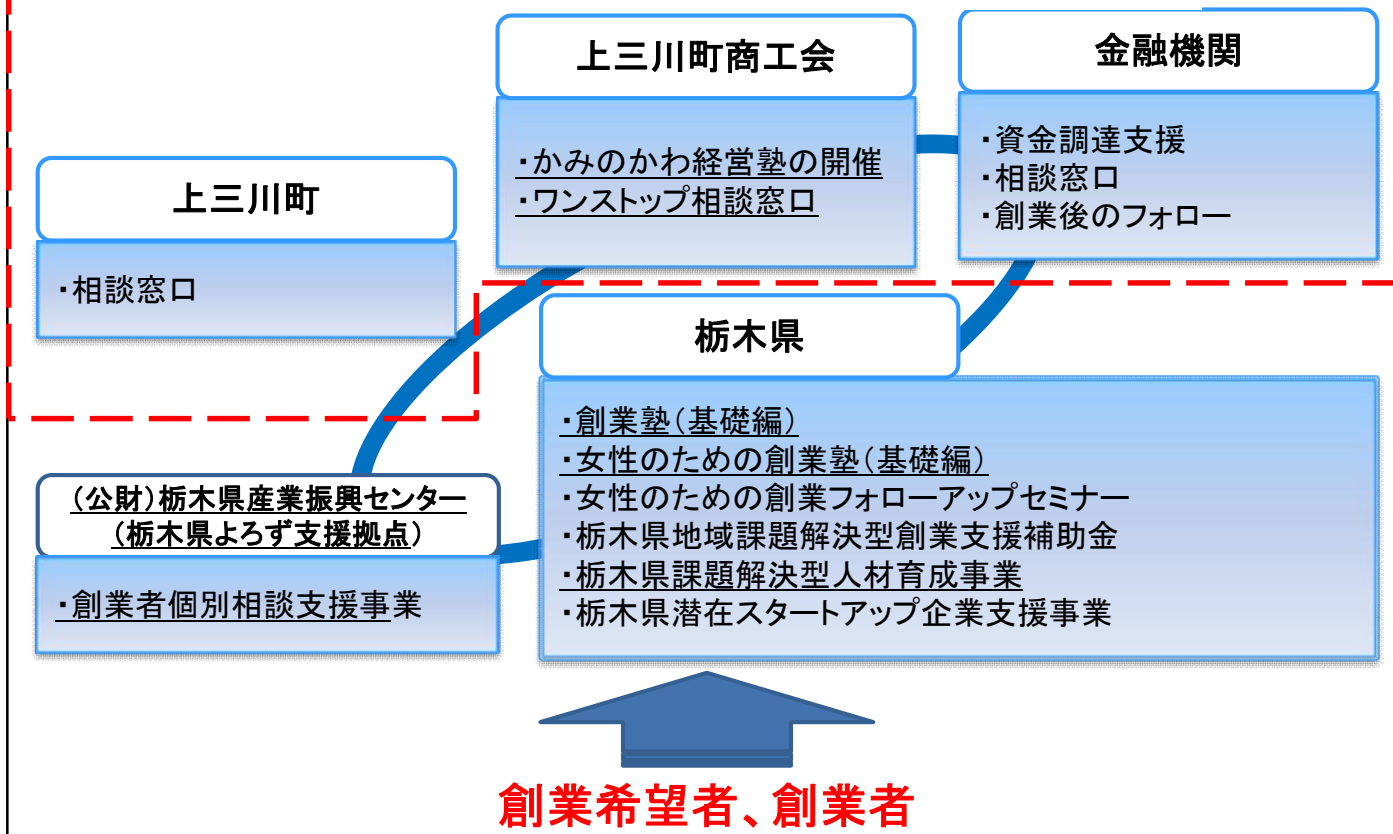 上三川町商工会
・かみのかわ経営塾の開催
・ワンストップ相談窓口
金融機関
・資金調達支援
・相談窓口
・創業後のフォロー
上三川町
・相談窓口
栃木県
・創業塾(基礎編)
・女性のための創業塾(基礎編)
・女性のための創業フォローアップセミナー
・栃木県地域課題解決型創業支援補助金
・栃木県課題解決型人材育成事業
・栃木県潜在スタートアップ企業支援事業
(公財)栃木県産業振興センター
(栃木県よろず支援拠点)
・創業者個別相談支援事業
創業希望者、創業者